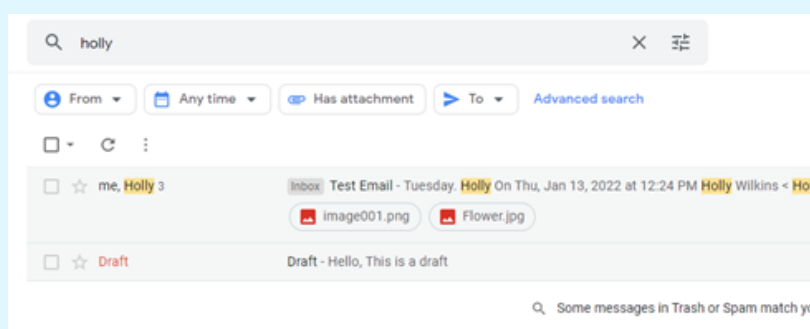 holly
From Any time Has attachment To Advanced search
me, Holly 3 Inbox Test Email - Tuesday. Holly On Thu, Jan 13, 2022 at 12:24 PM Holly Wilkins < Ho
image001.png Flower.jpg
Draft Draft - Hello, This is a draft
Some messages in Trash or Spam match yo